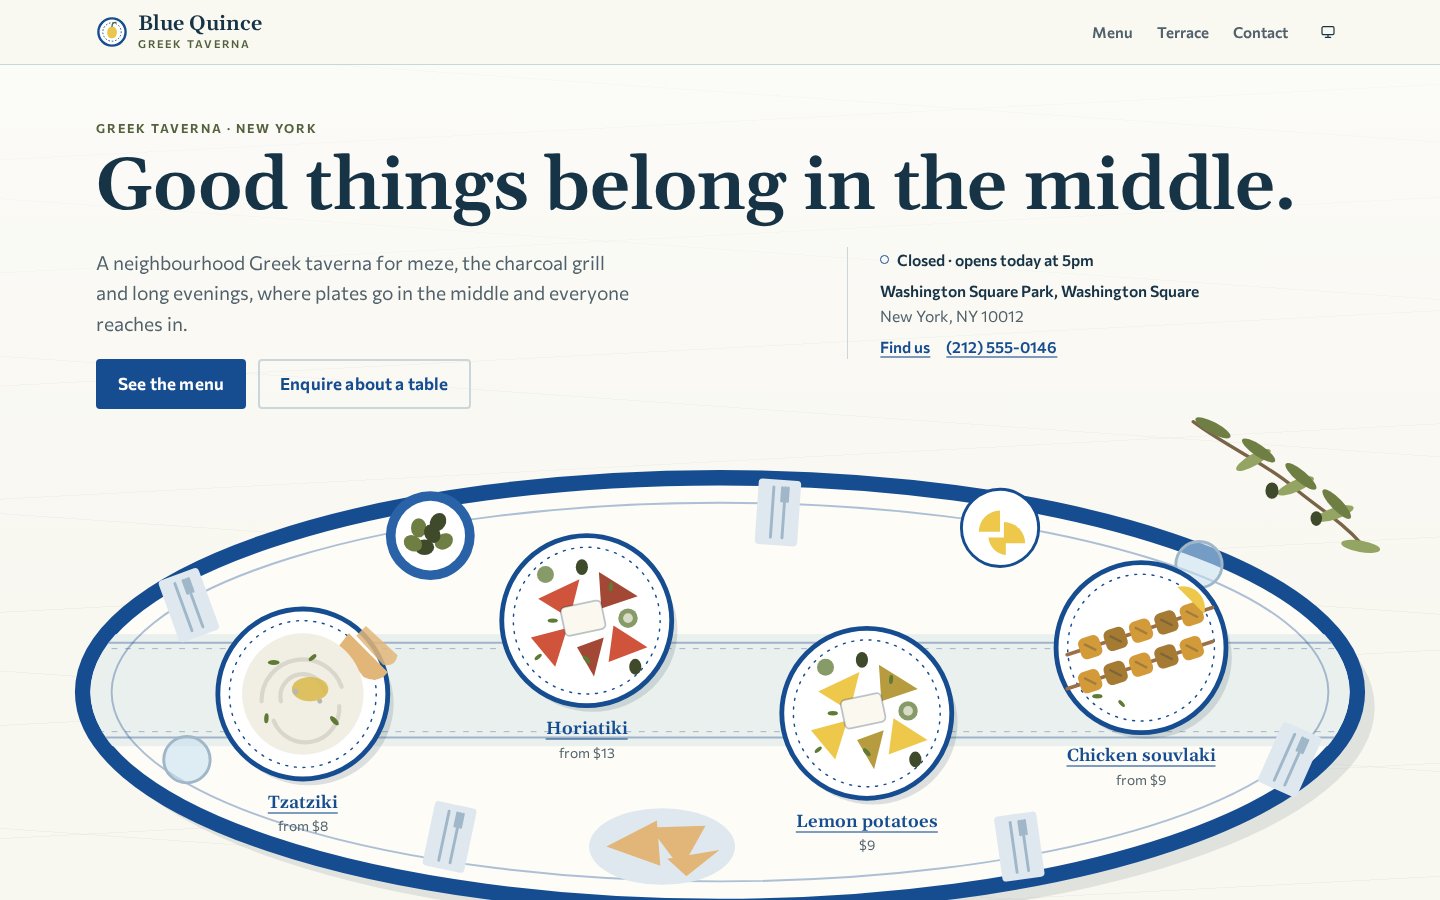 Blue Quince
GREEK TAVERNA
Menu
Terrace
Contact
GREEK TAVERNA · NEW YORK
Good things belong in the middle.
A neighbourhood Greek taverna for meze, the charcoal grill
and long evenings, where plates go in the middle and everyone
reaches in.
See the menu
Enquire about a table
Closed · opens today at 5pm
Washington Square Park, Washington Square
New York, NY 10012
Find us
(212) 555-0146
Horiatiki
from $13
Chicken souvlaki
from $9
Tzatziki
from $8
Lemon potatoes
$9